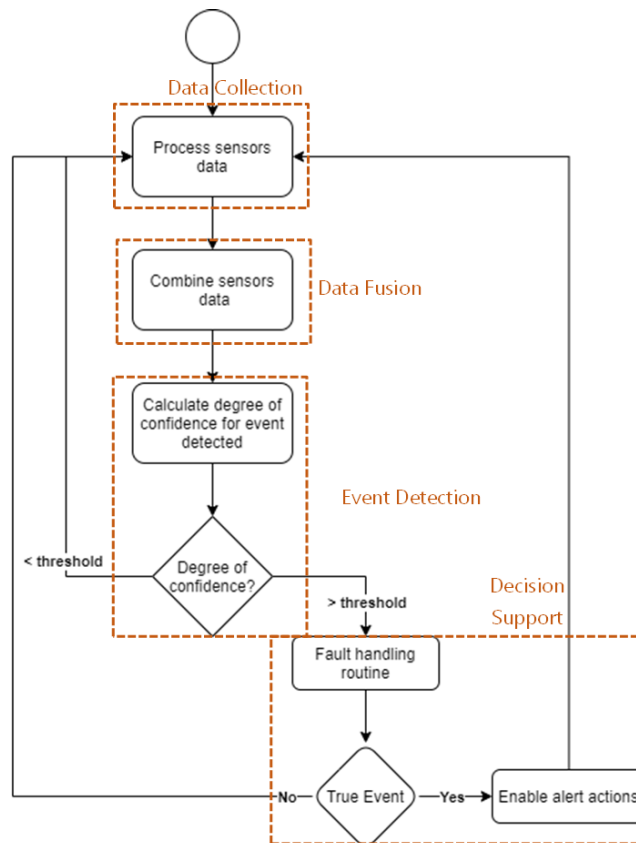 Data Collection
Process sensors
data
Combine sensors
data
Data Fusion
Calculate degree of
confidence for event
detected
Event Detection
< threshold
Degree of
confidence?
> threshold
Decision
Support
Fault handling
routine
No
True Event
Yes
Enable alert actions